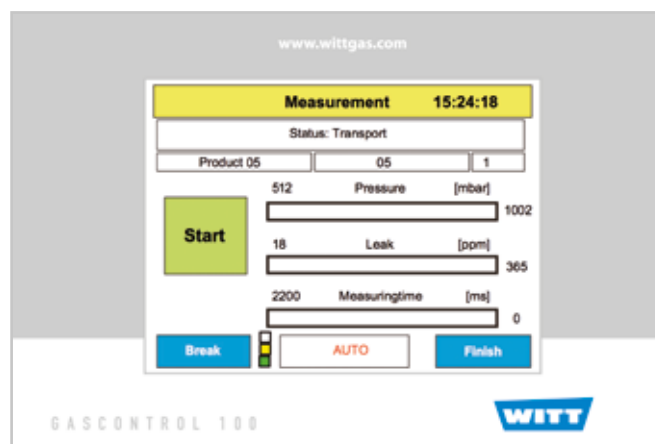 www.wittgas.com
Measurement 15:24:18
Status: Transport
Product 05 05 1
512 Pressure [mbar]
1002
Start
18 Leak [ppm]
365
2200 Measuringtime [ms]
0
Break AUTO Finish
GASCONTROL 100
WITT